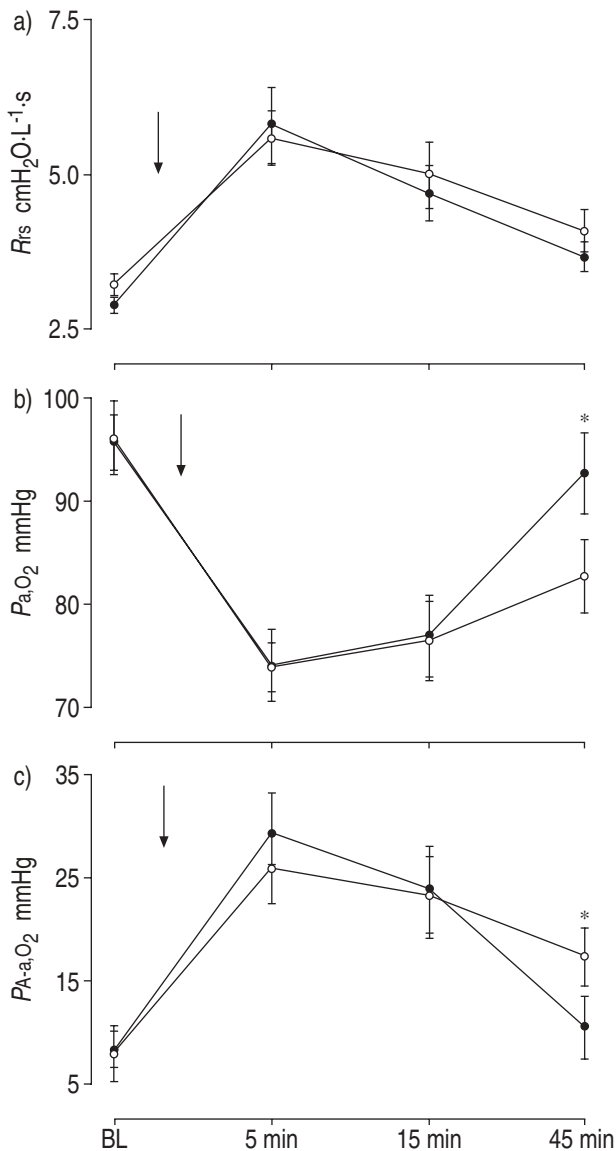 a)
7.5
5.0
2.5
Rrs cmH₂O·L⁻¹·s
b)
100
90
80
70
*
Pa,O₂ mmHg
c)
35
25
15
5
*
PA-a,O₂ mmHg
BL 5 min 15 min 45 min